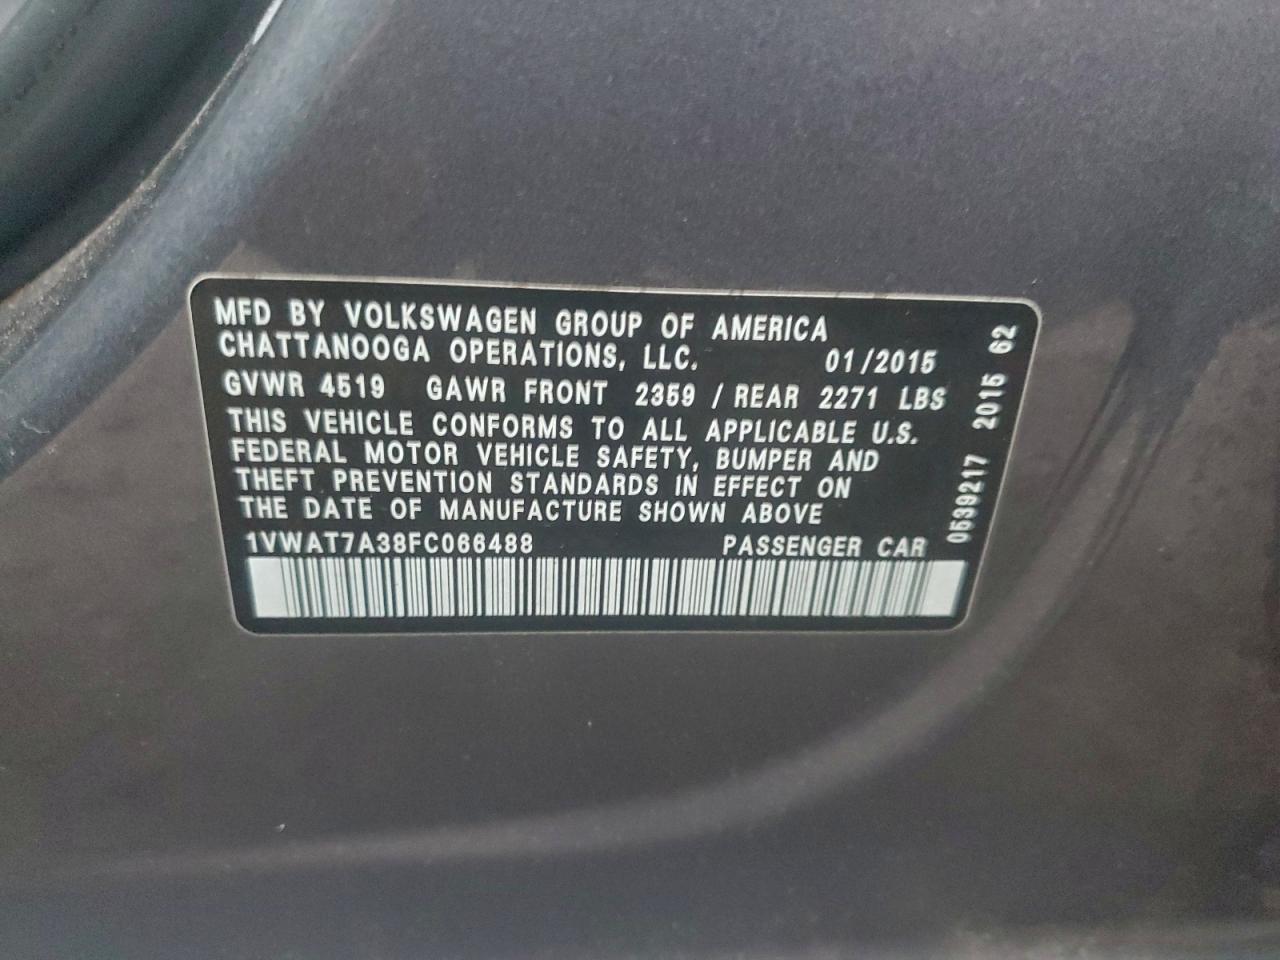 MFD BY VOLKSWAGEN GROUP OF AMERICA
CHATTANOOGA OPERATIONS, LLC. 01/2015
GVWR 4519 GAWR FRONT 2359 / REAR 2271 LBS
THIS VEHICLE CONFORMS TO ALL APPLICABLE U.S.
FEDERAL MOTOR VEHICLE SAFETY, BUMPER AND
THEFT PREVENTION STANDARDS IN EFFECT ON
THE DATE OF MANUFACTURE SHOWN ABOVE
1VWAT7A38FC066488 PASSENGER CAR
0539217 2015 62